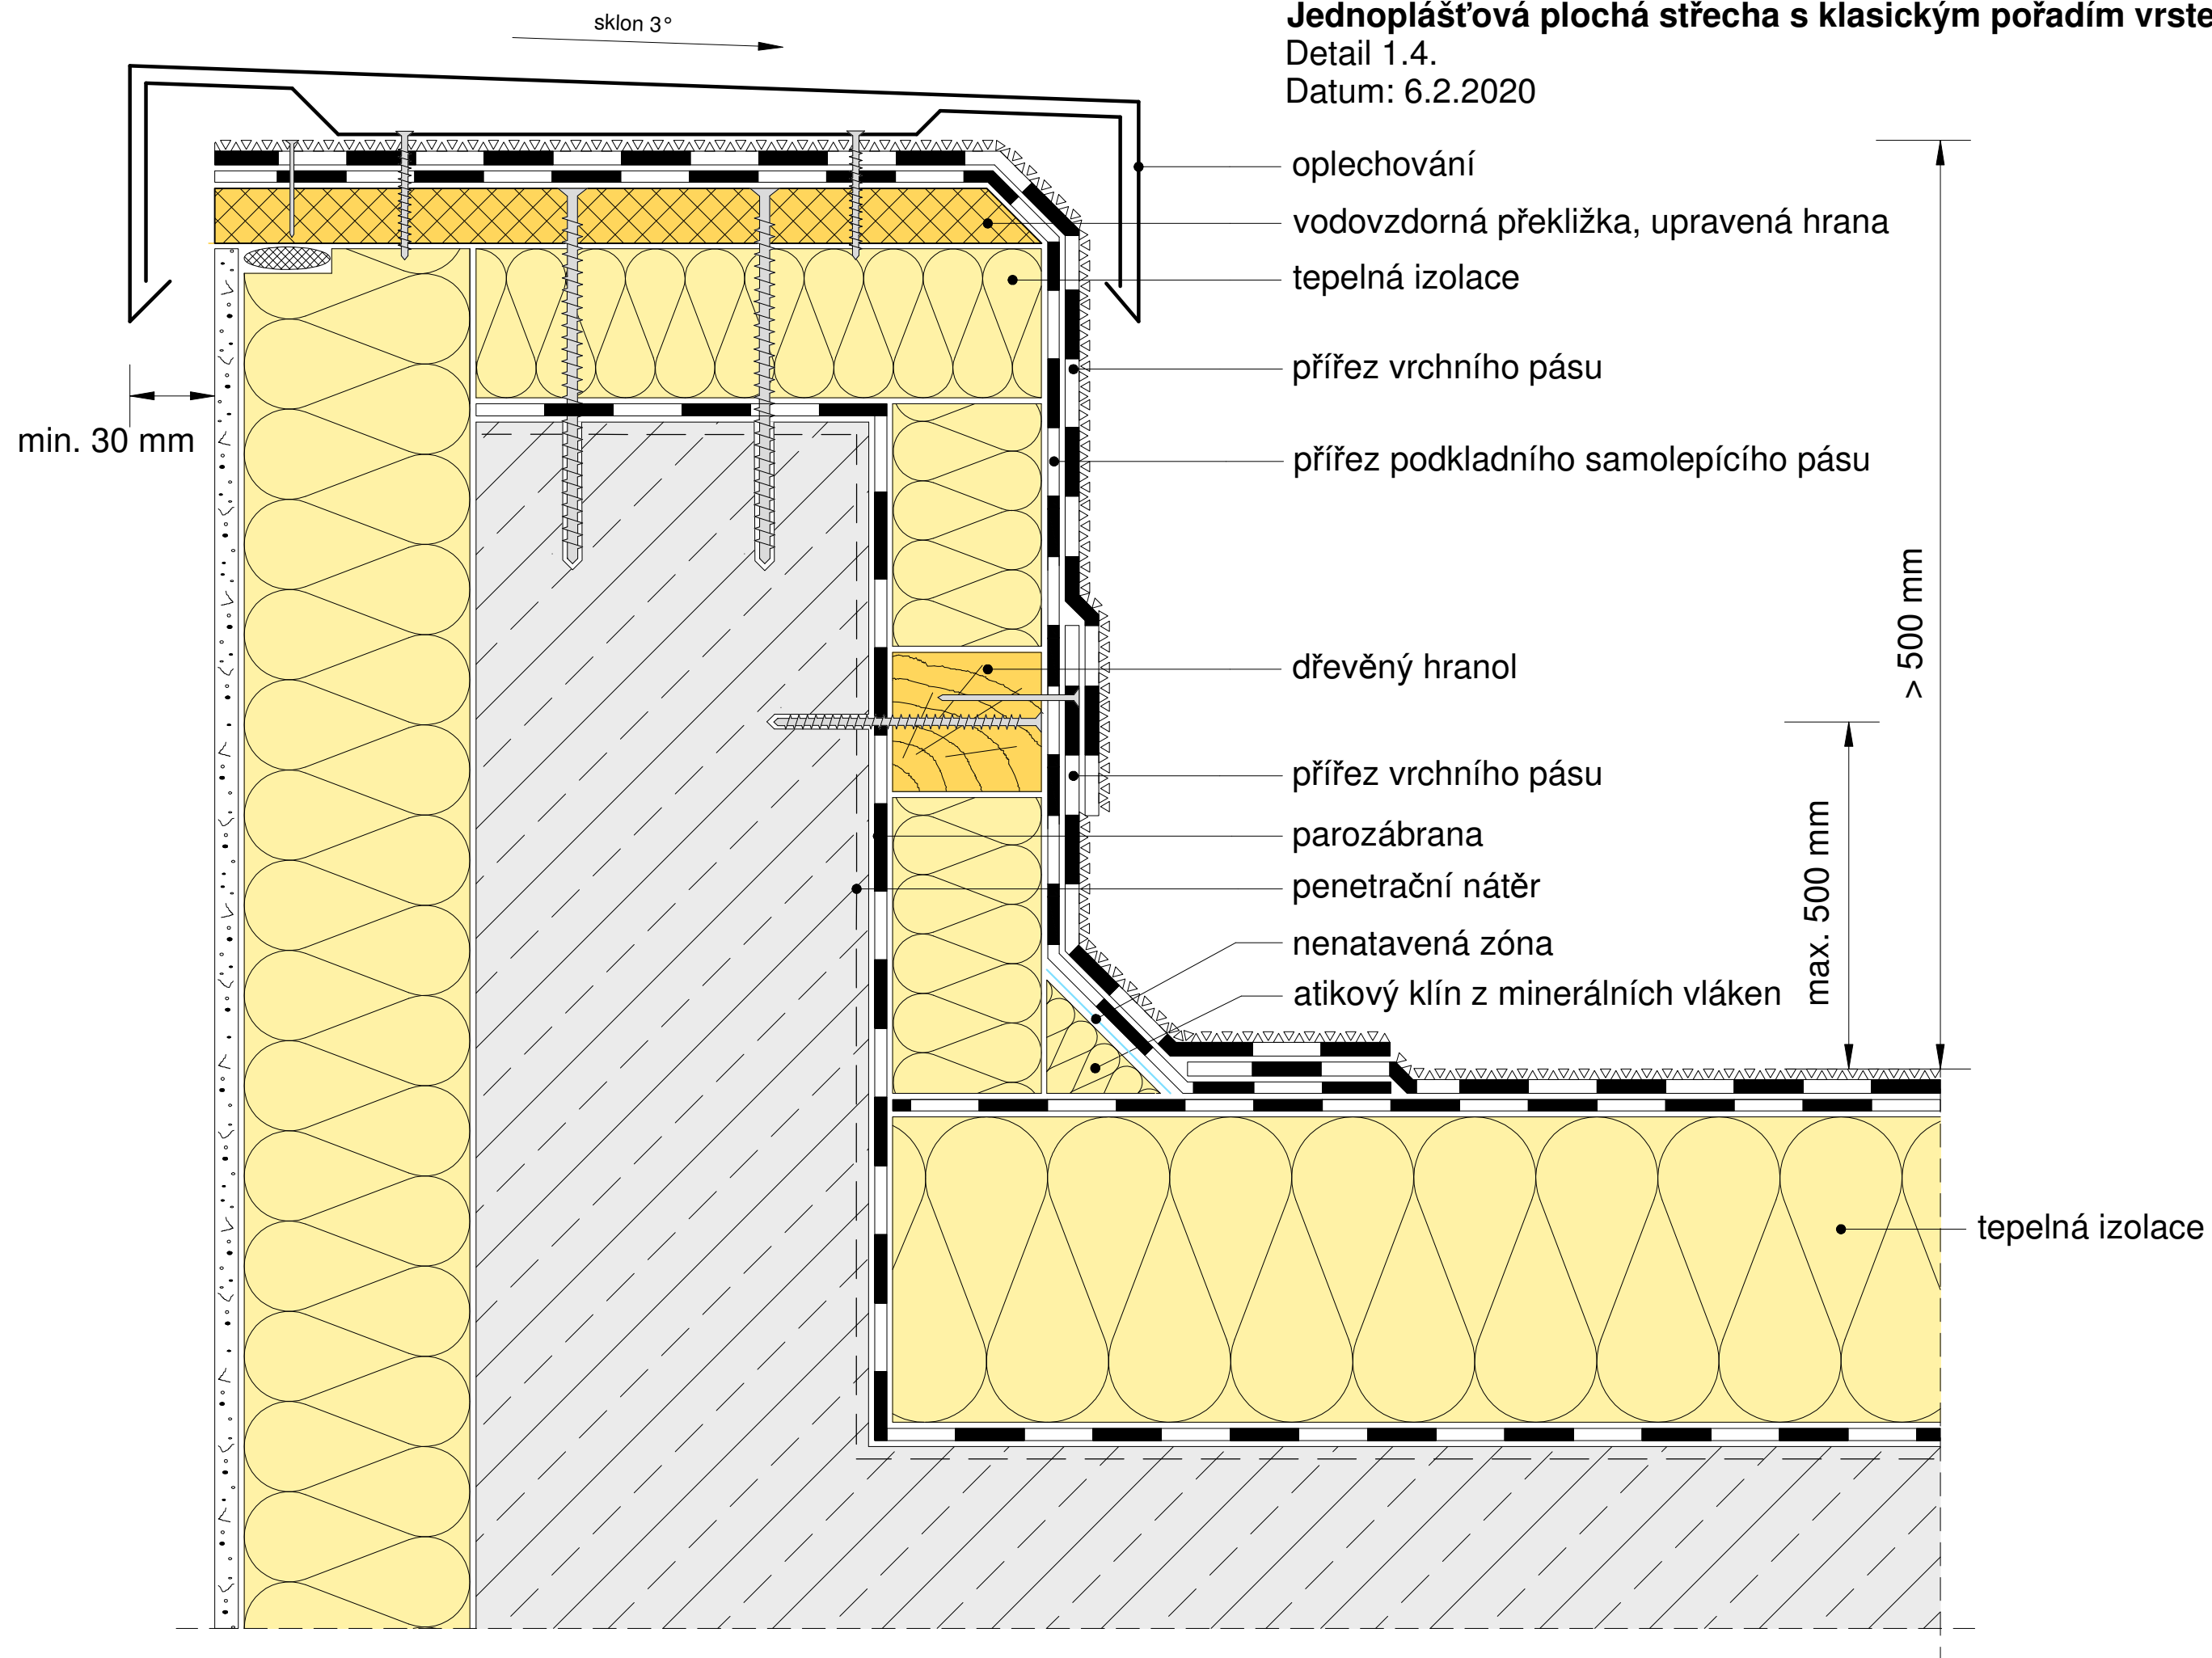 sklon 3°
Jednoplášťová plochá střecha s klasickým pořadím vrste
Detail 1.4.
Datum: 6.2.2020
oplechování
vodovzdorná překližka, upravená hrana
tepelná izolace
přířez vrchního pásu
min. 30 mm
přířez podkladního samolepícího pásu
> 500 mm
dřevěný hranol
přířez vrchního pásu
max. 500 mm
parozábrana
penetrační nátěr
nenatavená zóna
atikový klín z minerálních vláken
tepelná izolace